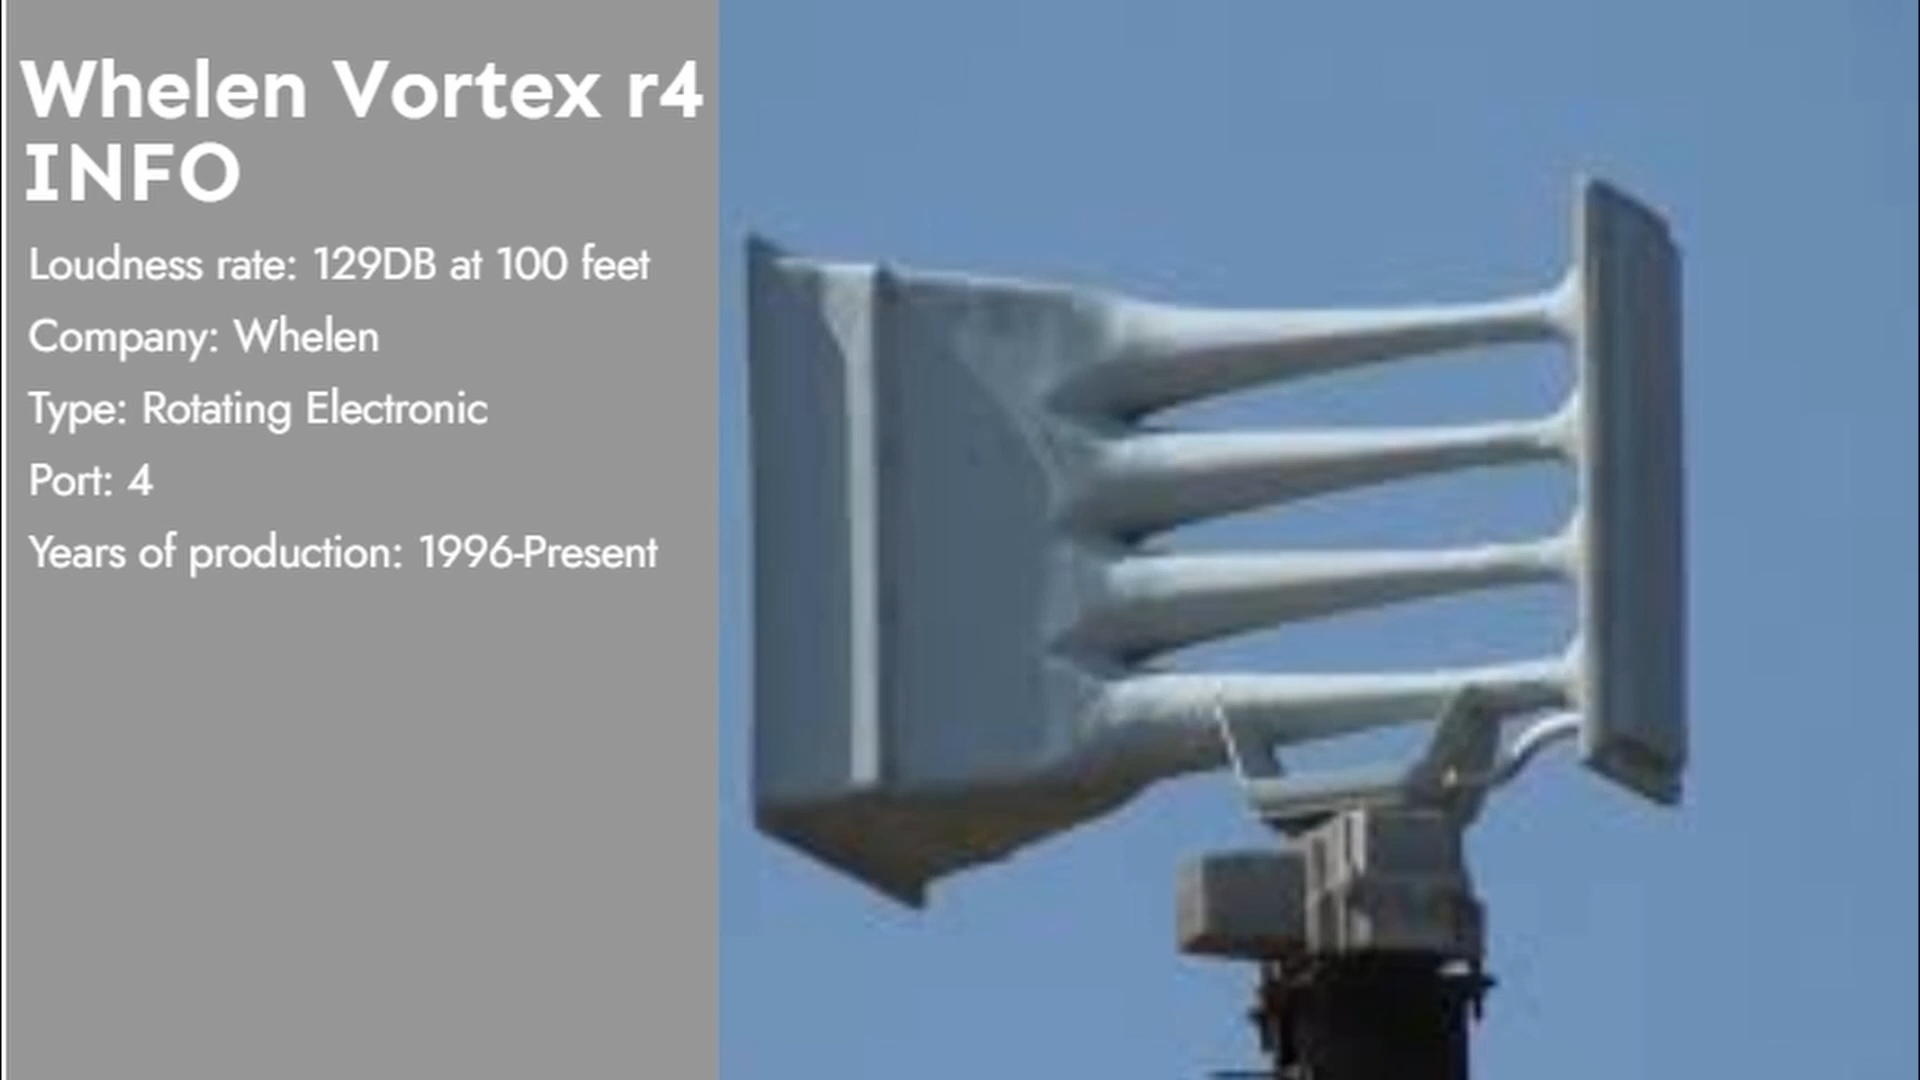 Whelen Vortex r4
INFO
Loudness rate: 129DB at 100 feet
Company: Whelen
Type: Rotating Electronic
Port: 4
Years of production: 1996-Present